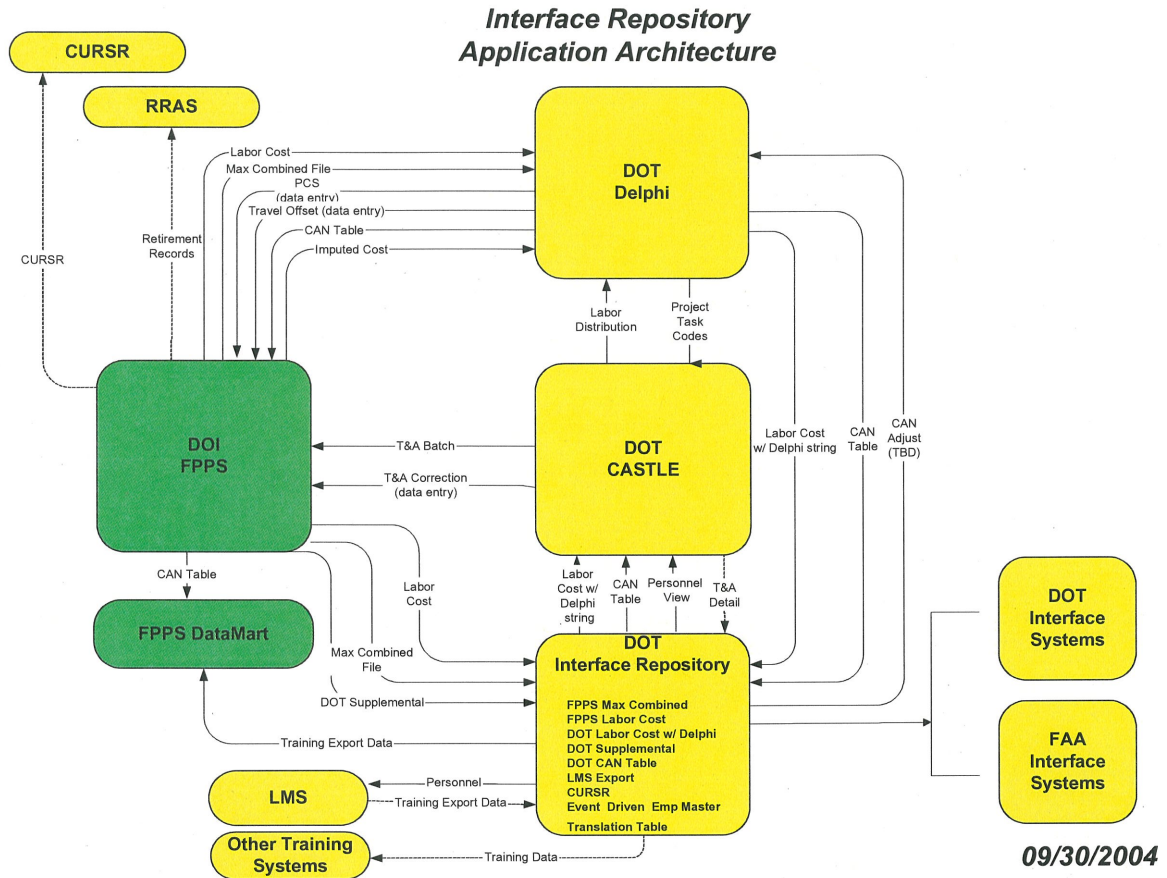 Interface Repository
Application Architecture
CURSR
RRAS
Labor Cost
Max Combined File
PCS
(data entry)
Travel Offset (data entry)
CAN Table
Imputed Cost
Retirement
Records
CURSR
DOT
Delphi
Labor
Distribution
Project
Task
Codes
DOI
FPPS
T&A Batch
T&A Correction
(data entry)
DOT
CASTLE
Labor Cost
w/ Delphi string
CAN
Table
CAN
Adjust
(TBD)
CAN Table
Labor
Cost
Labor
Cost w/
Delphi
string
CAN
Table
Personnel
View
T&A
Detail
FPPS DataMart
Max Combined
File
DOT Supplemental
Training Export Data
DOT
Interface Repository
FPPS Max Combined
FPPS Labor Cost
DOT Labor Cost w/ Delphi
DOT Supplemental
DOT CAN Table
LMS Export
CURSR
Event Driven Emp Master
Translation Table
DOT
Interface
Systems
FAA
Interface
Systems
LMS
Personnel
Training Export Data
Other Training
Systems
Training Data
09/30/2004